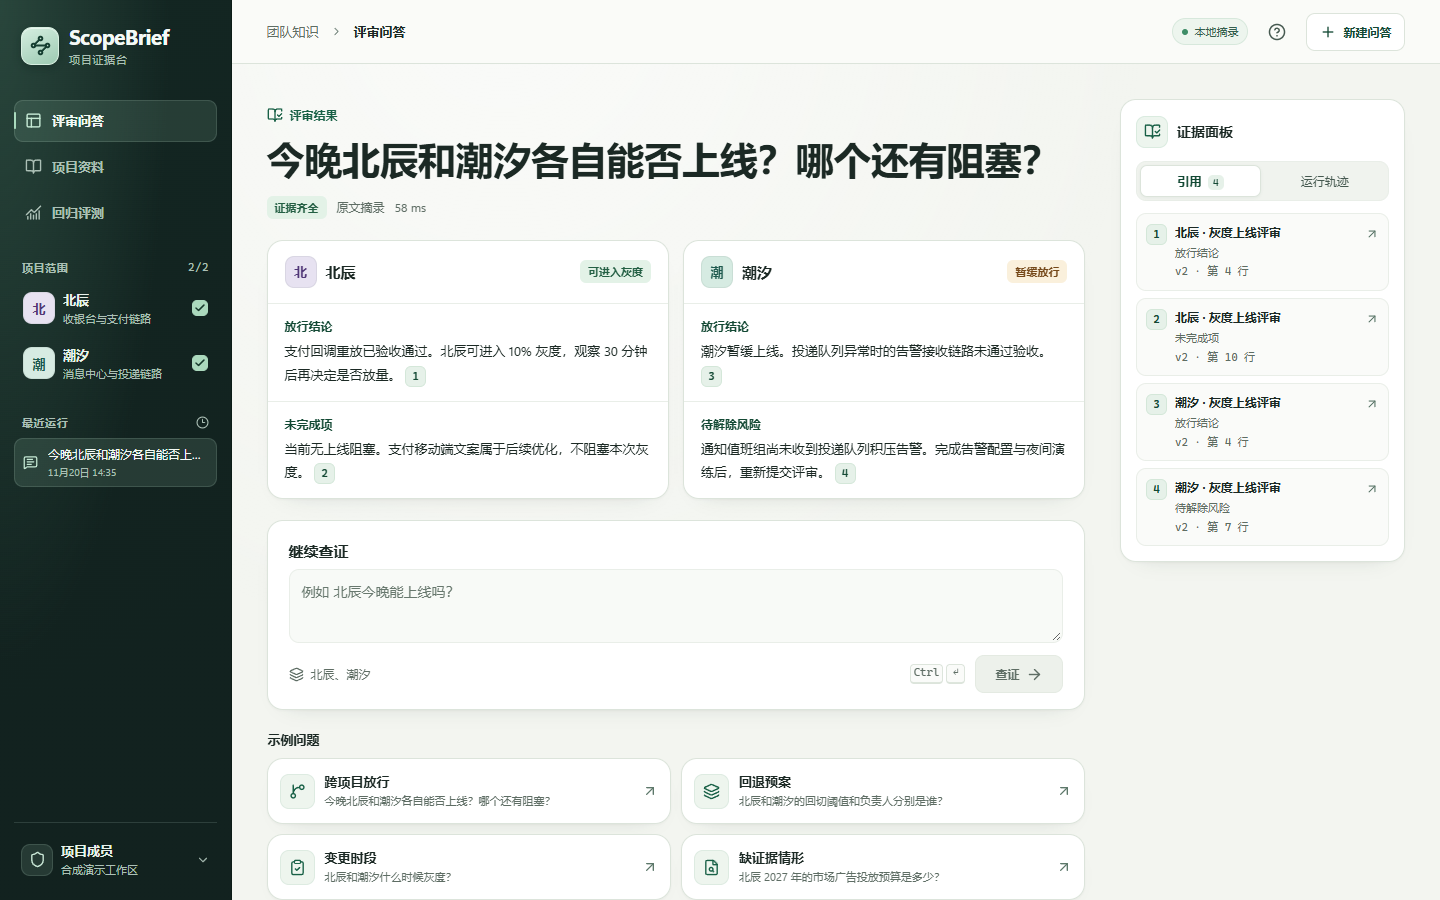 ScopeBrief
项目证据台
评审问答
项目资料
回归评测
项目范围
2/2
北
北辰
收银台与支付链路
潮
潮汐
消息中心与投递链路
最近运行
今晚北辰和潮汐各自能否上...
11月20日 14:35
项目成员
合成演示工作区
团队知识
评审问答
本地摘录
新建问答
评审结果
今晚北辰和潮汐各自能否上线？哪个还有阻塞？
证据齐全
原文摘录
58 ms
北
北辰
可进入灰度
放行结论
支付回调重放已验收通过。北辰可进入 10% 灰度，观察 30 分钟
后再决定是否放量。 1
未完成项
当前无上线阻塞。支付移动端文案属于后续优化，不阻塞本次灰
度。 2
潮
潮汐
暂缓放行
放行结论
潮汐暂缓上线。投递队列异常时的告警接收链路未通过验收。
3
待解除风险
通知值班组尚未收到投递队列积压告警。完成告警配置与夜间演
练后，重新提交评审。 4
继续查证
例如 北辰今晚能上线吗？
北辰、潮汐
Ctrl ↵
查证
示例问题
跨项目放行
今晚北辰和潮汐各自能否上线？哪个还有阻塞？
回退预案
北辰和潮汐的回切阈值和负责人分别是谁？
变更时段
北辰和潮汐什么时候灰度？
缺证据情形
北辰 2027 年的市场广告投放预算是多少？
证据面板
引用 4
运行轨迹
1
北辰 · 灰度上线评审
放行结论
v2 · 第 4 行
2
北辰 · 灰度上线评审
未完成项
v2 · 第 10 行
3
潮汐 · 灰度上线评审
放行结论
v2 · 第 4 行
4
潮汐 · 灰度上线评审
待解除风险
v2 · 第 7 行